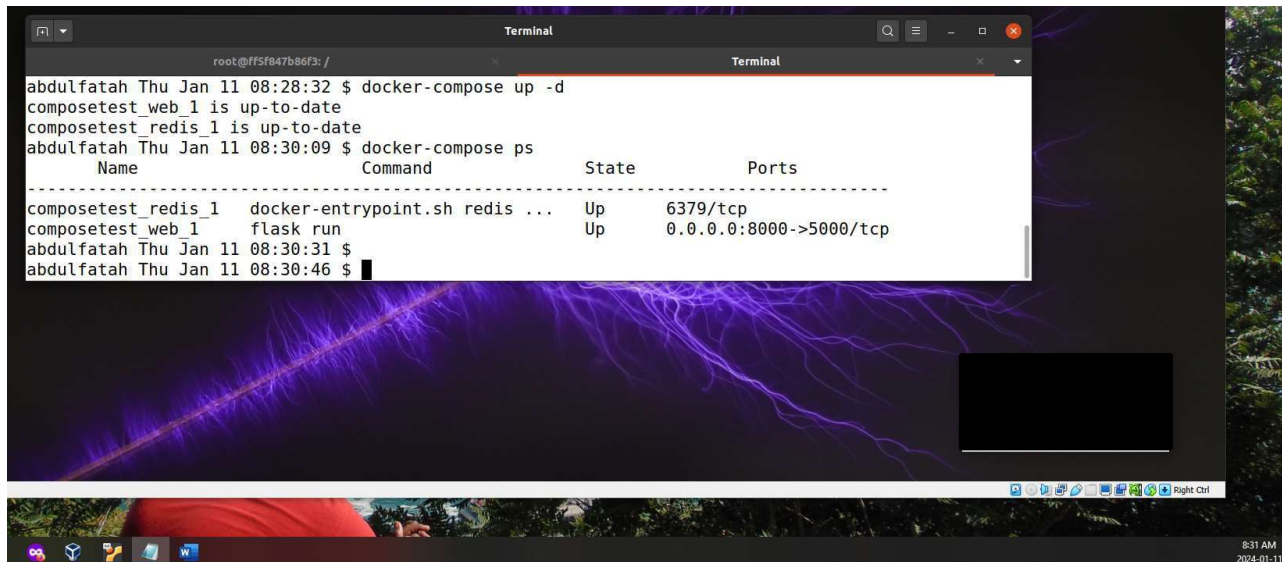 Terminal
root@ff5f847b86f3: /
Terminal
abdulfatah Thu Jan 11 08:28:32 $ docker-compose up -d
composetest_web_1 is up-to-date
composetest_redis_1 is up-to-date
abdulfatah Thu Jan 11 08:30:09 $ docker-compose ps
Name Command State Ports
-------------------------------------------------------------------------------------
composetest_redis_1 docker-entrypoint.sh redis ... Up 6379/tcp
composetest_web_1 flask run Up 0.0.0.0:8000->5000/tcp
abdulfatah Thu Jan 11 08:30:31 $
abdulfatah Thu Jan 11 08:30:46 $
Right Ctrl
W
8:31 AM
2024-01-11